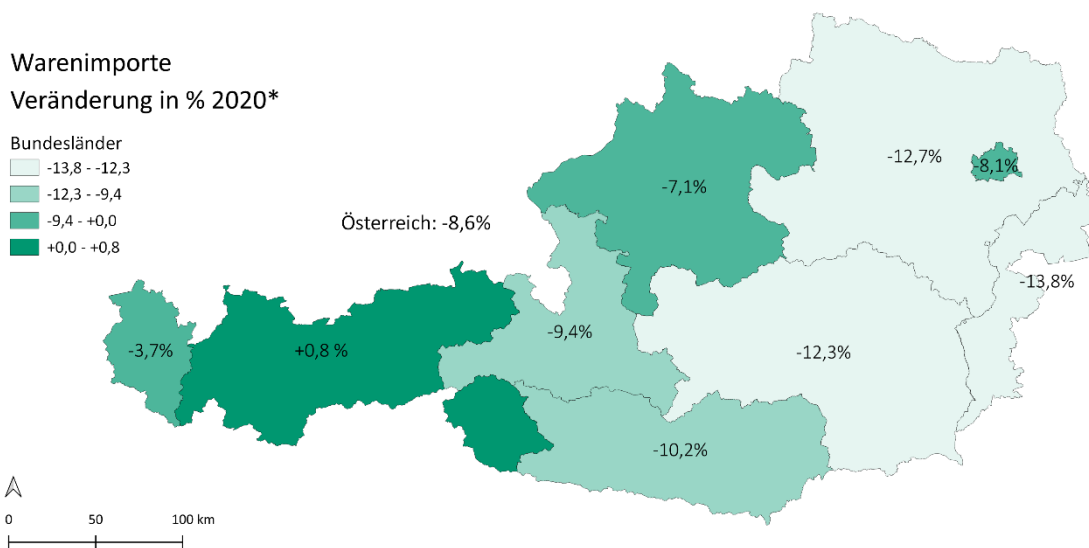 Warenimporte
Veränderung in % 2020*
Bundesländer
-13,8 - -12,3
-12,3 - -9,4
-9,4 - +0,0
+0,0 - +0,8
Österreich: -8,6%
-12,7%
-8,1%
-7,1%
-13,8%
-9,4%
-3,7%
+0,8 %
-12,3%
-10,2%
0 50 100 km